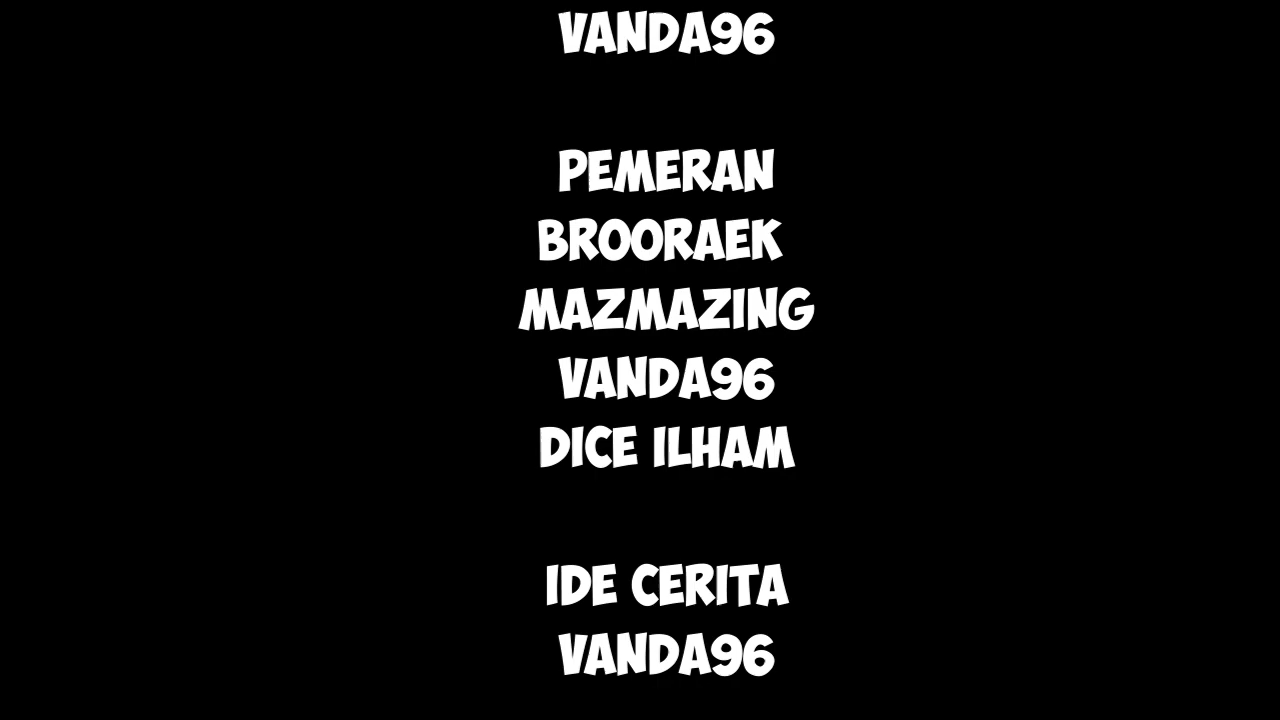 VANDA96
PEMERAN
BROORAEK
MAZMAZING
VANDA96
DICE ILHAM
IDE CERITA
VANDA96